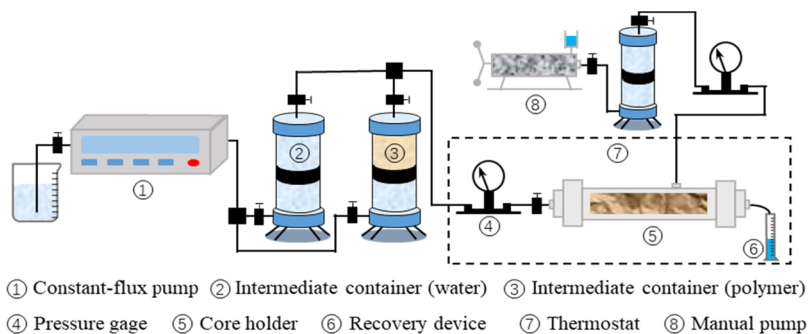 ⑧
② ③ ⑦
①
④ ⑤ ⑥
① Constant-flux pump ② Intermediate container (water) ③ Intermediate container (polymer)
④ Pressure gage ⑤ Core holder ⑥ Recovery device ⑦ Thermostat ⑧ Manual pump